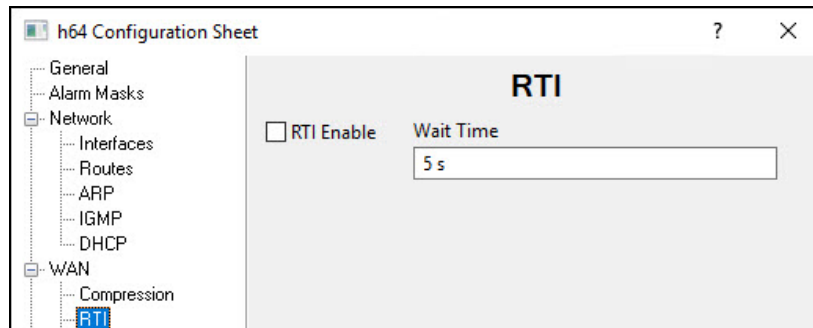 h64 Configuration Sheet
?
General
Alarm Masks
Network
Interfaces
Routes
ARP
IGMP
DHCP
WAN
Compression
RTI
RTI
RTI Enable
Wait Time
5 s